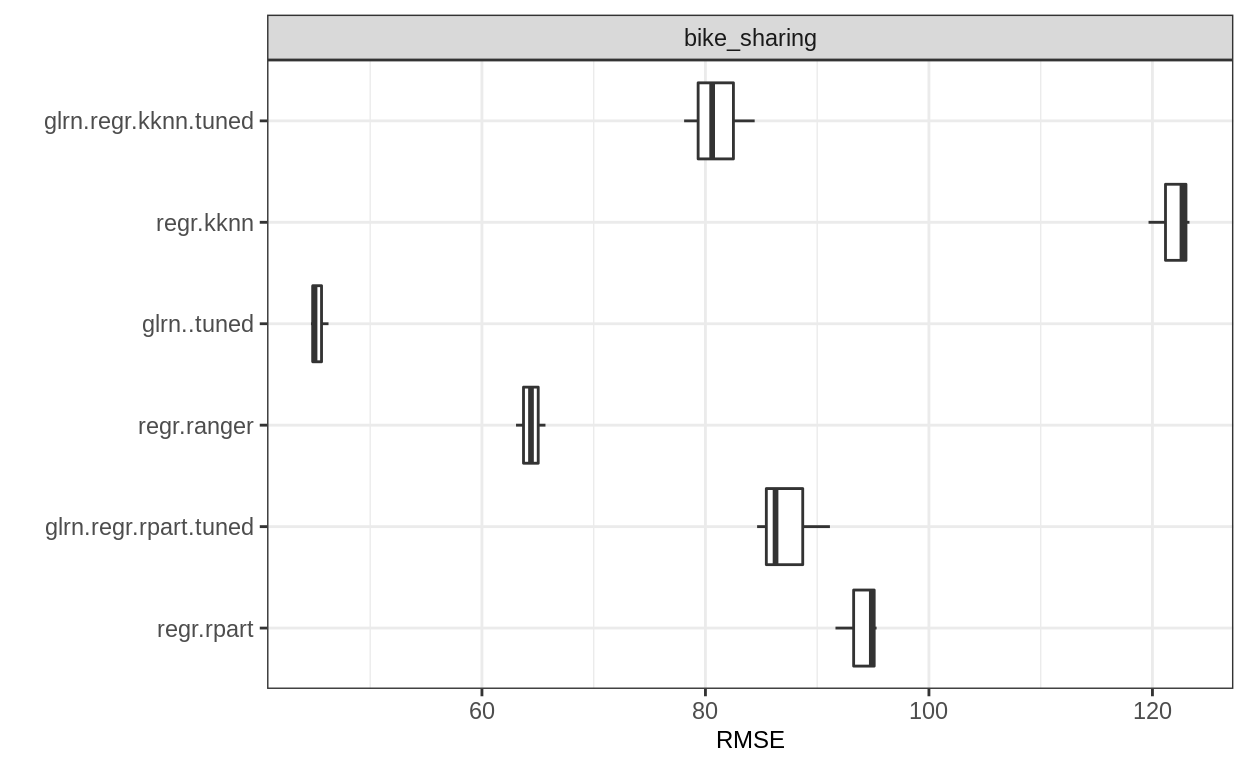 bike_sharing
glrn.regr.kknn.tuned
regr.kknn
glrn..tuned
regr.ranger
glrn.regr.rpart.tuned
regr.rpart
60 80 100 120
RMSE